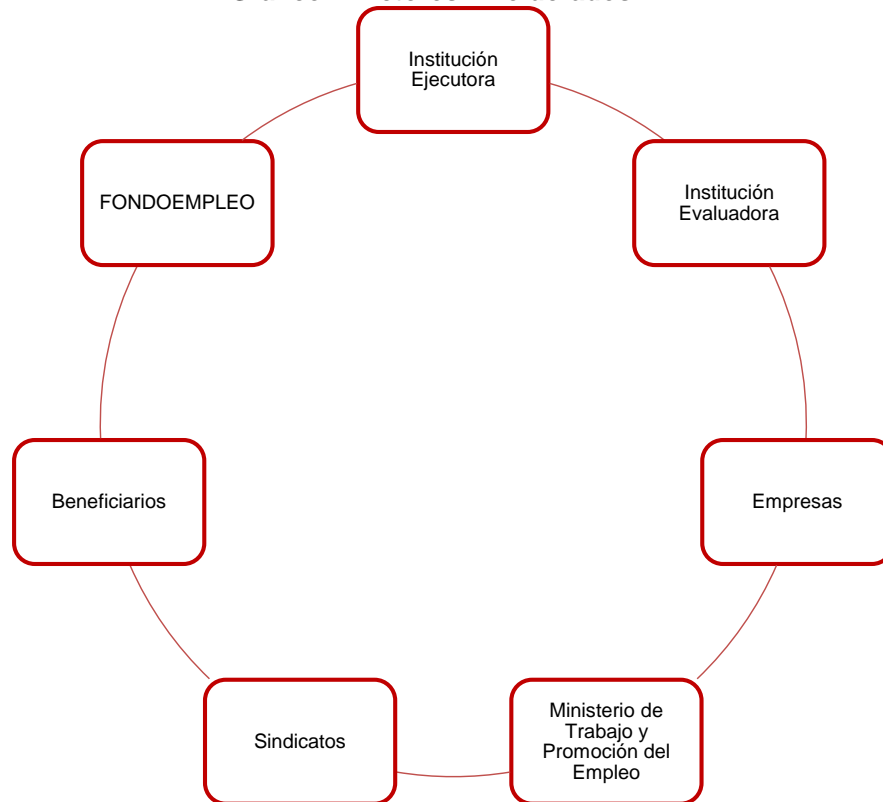 Institución
Ejecutora
Institución
Evaluadora
Empresas
Ministerio de
Trabajo y
Promoción del
Empleo
Sindicatos
Beneficiarios
FONDOEMPLEO